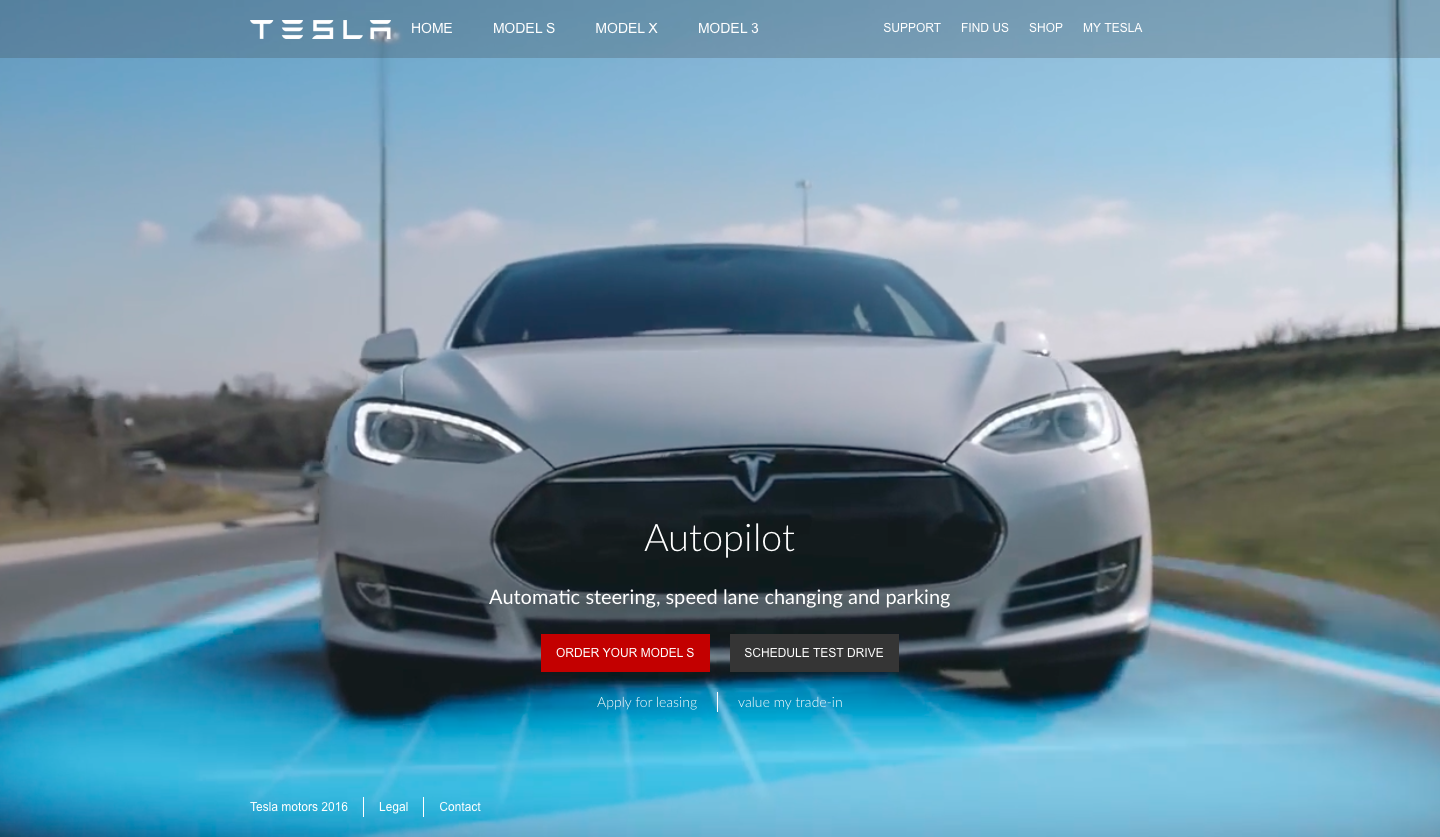 TESLA HOME MODEL S MODEL X MODEL 3 SUPPORT FIND US SHOP MY TESLA
Autopilot
Automatic steering, speed lane changing and parking
ORDER YOUR MODEL S SCHEDULE TEST DRIVE
Apply for leasing value my trade-in
Tesla motors 2016 Legal Contact